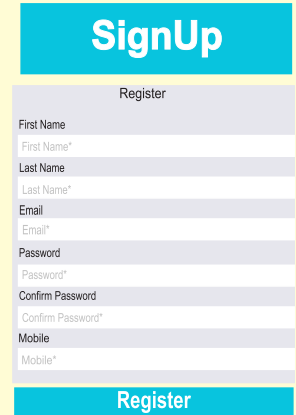 SignUp
Register
First Name
First Name*
Last Name
Last Name*
Email
Email*
Password
Password*
Confirm Password
Confirm Password*
Mobile
Mobile*
Register